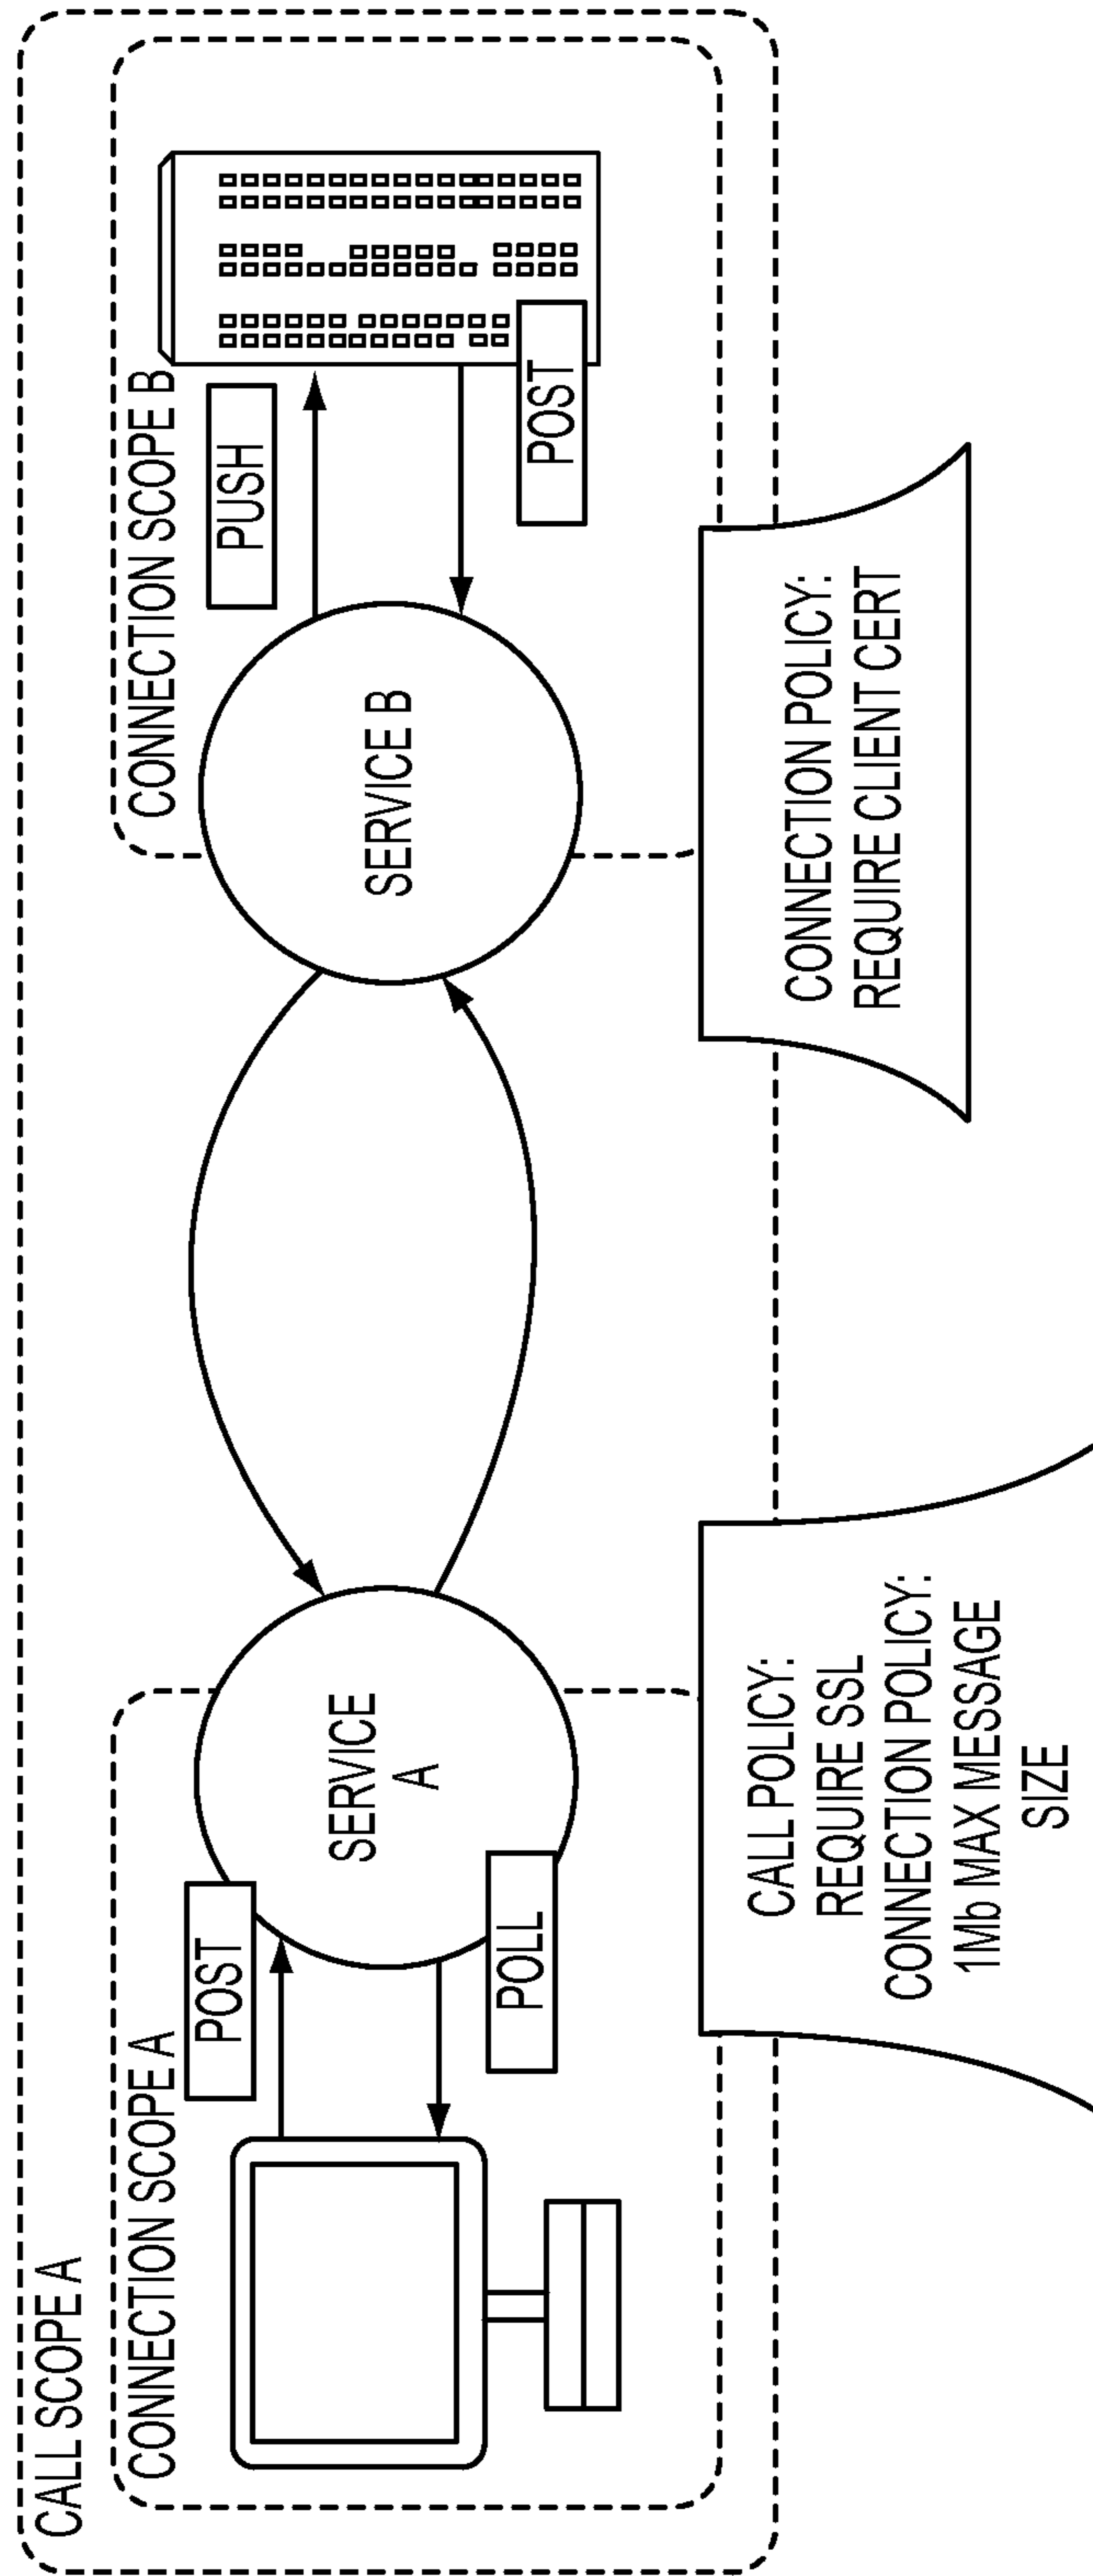 CALL SCOPE A
CONNECTION SCOPE A
POST
POLL
SERVICE
A
CONNECTION SCOPE B
SERVICE B
PUSH
POST
CALL POLICY:
REQUIRE SSL
CONNECTION POLICY:
1Mb MAX MESSAGE
SIZE
CONNECTION POLICY:
REQUIRE CLIENT CERT